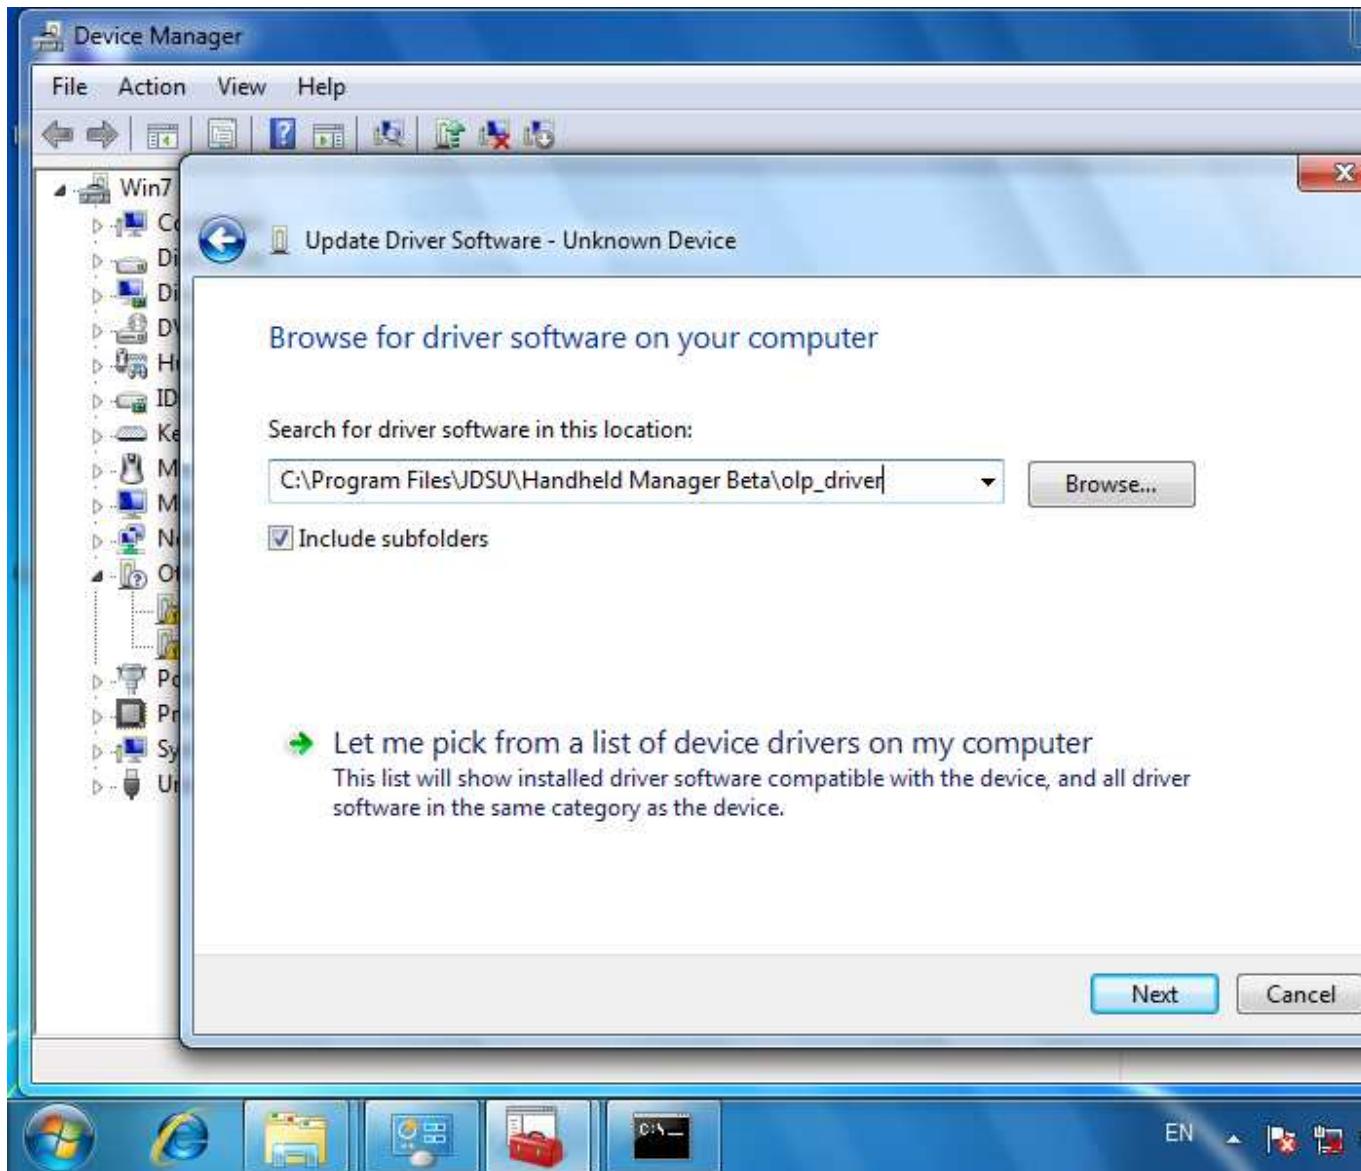 Device Manager
File Action View Help
Win7
Update Driver Software - Unknown Device
Browse for driver software on your computer
Search for driver software in this location:
C:\Program Files\JDSU\Handheld Manager Beta\olp_driver
Browse...
Include subfolders
Let me pick from a list of device drivers on my computer
This list will show installed driver software compatible with the device, and all driver
software in the same category as the device.
Next Cancel
C:\_
EN